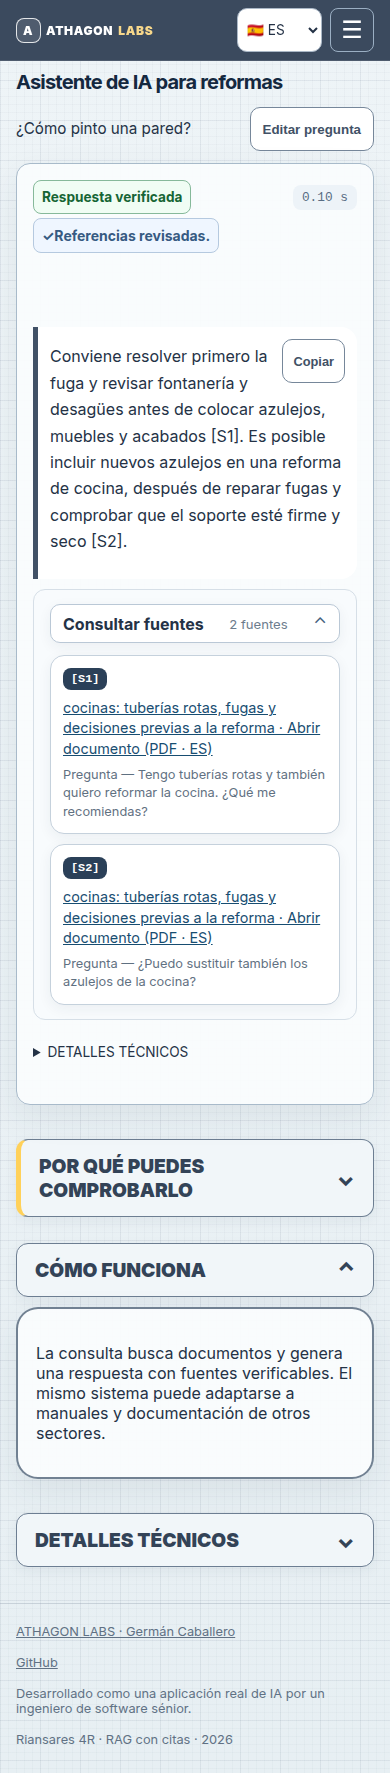 A ATHAGON LABS
🇪🇸 ES
☰
Asistente de IA para reformas
¿Cómo pinto una pared?
Editar pregunta
Respuesta verificada
0.10 s
✓Referencias revisadas.
Copiar
Conviene resolver primero la
fuga y revisar fontanería y
desagües antes de colocar azulejos,
muebles y acabados [S1]. Es posible
incluir nuevos azulejos en una reforma
de cocina, después de reparar fugas y
comprobar que el soporte esté firme y
seco [S2].
Consultar fuentes 2 fuentes
[S1]
cocinas: tuberías rotas, fugas y
decisiones previas a la reforma · Abrir
documento (PDF · ES)
Pregunta — Tengo tuberías rotas y también
quiero reformar la cocina. ¿Qué me
recomiendas?
[S2]
cocinas: tuberías rotas, fugas y
decisiones previas a la reforma · Abrir
documento (PDF · ES)
Pregunta — ¿Puedo sustituir también los
azulejos de la cocina?
▶ DETALLES TÉCNICOS
POR QUÉ PUEDES
COMPROBARLO
CÓMO FUNCIONA
La consulta busca documentos y genera
una respuesta con fuentes verificables. El
mismo sistema puede adaptarse a
manuales y documentación de otros
sectores.
DETALLES TÉCNICOS
ATHAGON LABS · Germán Caballero
GitHub
Desarrollado como una aplicación real de IA por un
ingeniero de software sénior.
Riansares 4R · RAG con citas · 2026